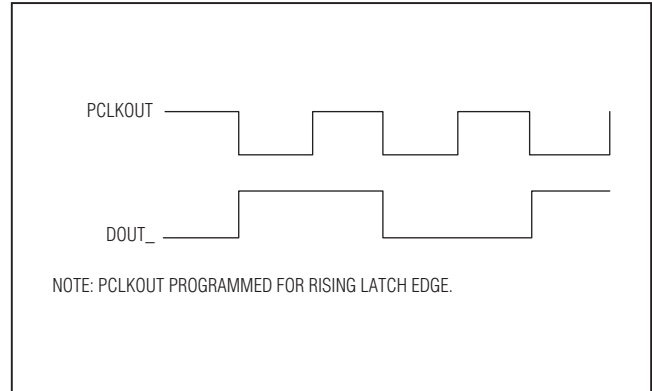 PCLKOUT
DOUT_
NOTE: PCLKOUT PROGRAMMED FOR RISING LATCH EDGE.